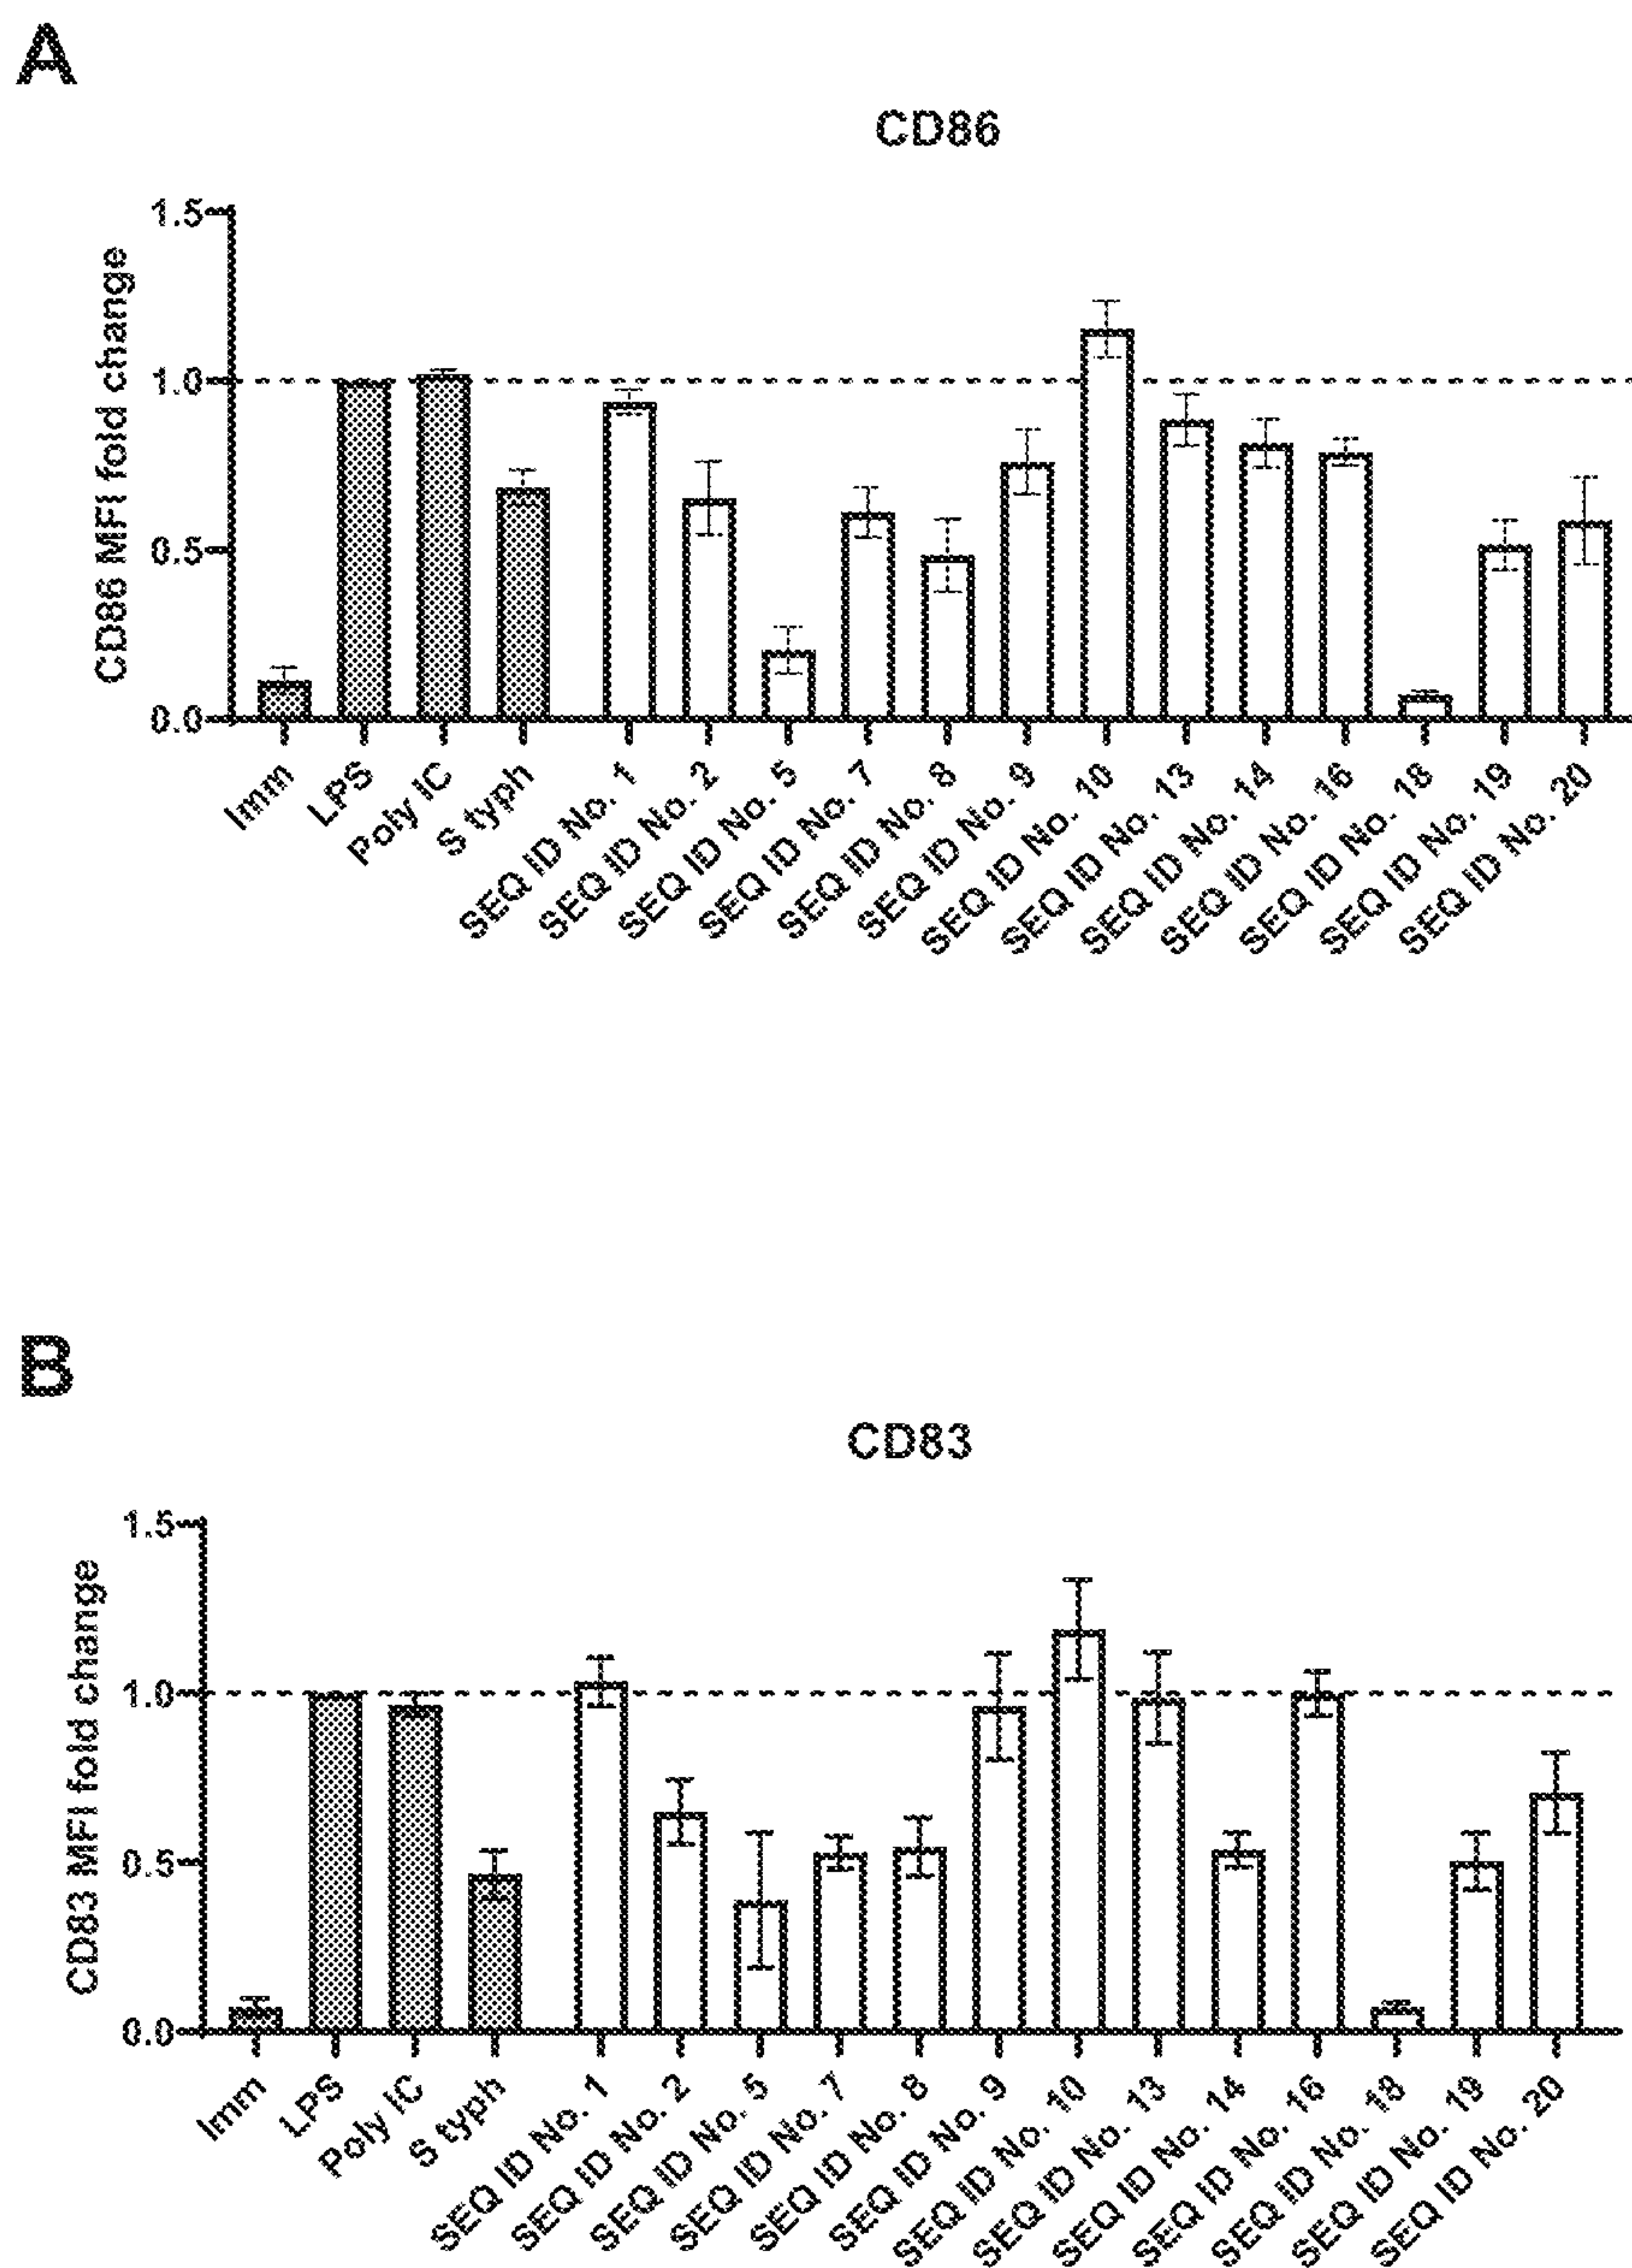 A
CD86
CD86 MFI fold change
1.5
1.0
0.5
0.0
Imm
LPS
Poly IC
S typh
SEQ ID No. 1
SEQ ID No. 2
SEQ ID No. 5
SEQ ID No. 7
SEQ ID No. 8
SEQ ID No. 9
SEQ ID No. 10
SEQ ID No. 13
SEQ ID No. 14
SEQ ID No. 16
SEQ ID No. 18
SEQ ID No. 19
SEQ ID No. 20
B
CD83
CD83 MFI fold change
1.5
1.0
0.5
0.0
Imm
LPS
Poly IC
S typh
SEQ ID No. 1
SEQ ID No. 2
SEQ ID No. 5
SEQ ID No. 7
SEQ ID No. 8
SEQ ID No. 9
SEQ ID No. 10
SEQ ID No. 13
SEQ ID No. 14
SEQ ID No. 16
SEQ ID No. 18
SEQ ID No. 19
SEQ ID No. 20